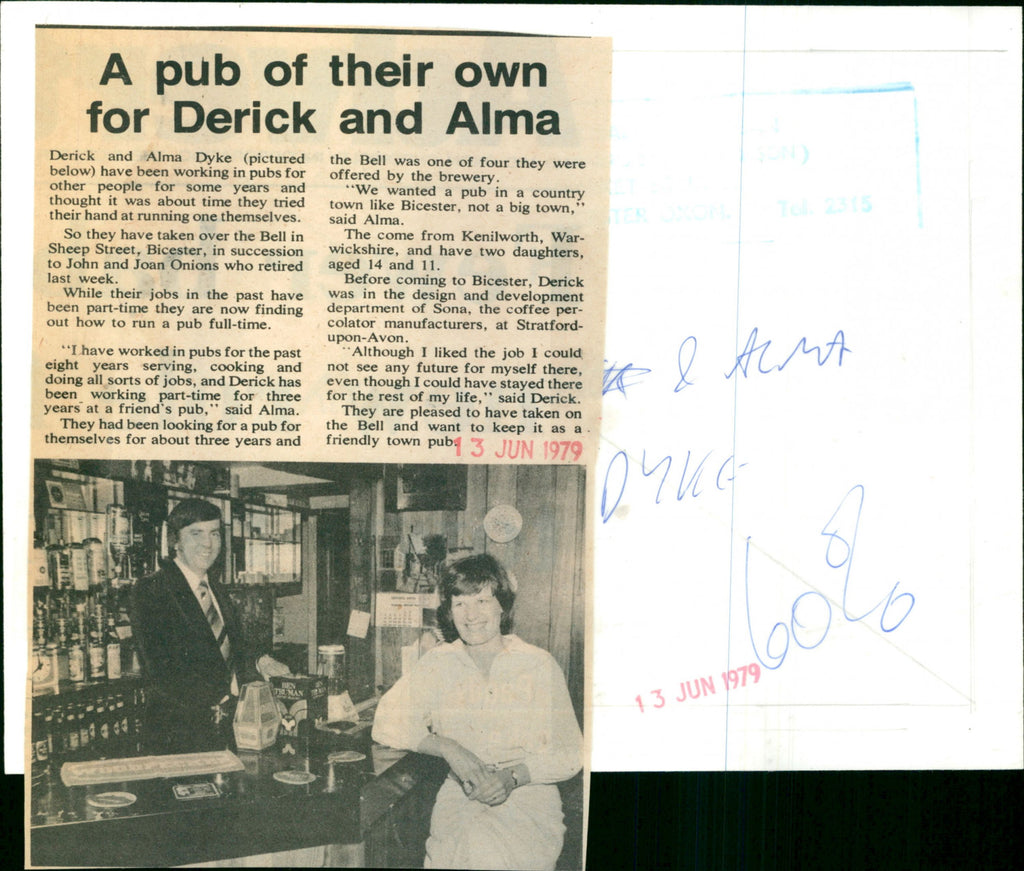 A pub of their own
for Derick and Alma
Derick and Alma Dyke (pictured
below) have been working in pubs for
other people for some years and
thought it was about time they tried
their hand at running one themselves.
So they have taken over the Bell in
Sheep Street, Bicester, in succession
to John and Joan Onions who retired
last week.
While their jobs in the past have
been part-time they are now finding
out how to run a pub full-time.
"I have worked in pubs for the past
eight years serving, cooking and
doing all sorts of jobs, and Derick has
been working part-time for three
years at a friend's pub," said Alma.
They had been looking for a pub for
themselves for about three years and
the Bell was one of four they were
offered by the brewery.
"We wanted a pub in a country
town like Bicester, not a big town,"
said Alma.
The come from Kenilworth, War-
wickshire, and have two daughters,
aged 14 and 11.
Before coming to Bicester, Derick
was in the design and development
department of Sona, the coffee per-
colator manufacturers, at Stratford-
upon-Avon.
"Although I liked the job I could
not see any future for myself there,
even though I could have stayed there
for the rest of my life," said Derick.
They are pleased to have taken on
the Bell and want to keep it as a
friendly town pub.
13 JUN 1979
BEN
TRUMAN
SON)
OXON. Tel. 2315
& ALMA
DYKE
13 JUN 1979